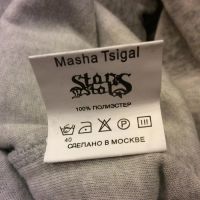 Masha Tsigal
Stars
100% ПОЛИЭСТЕР
40
СДЕЛАНО В МОСКВЕ